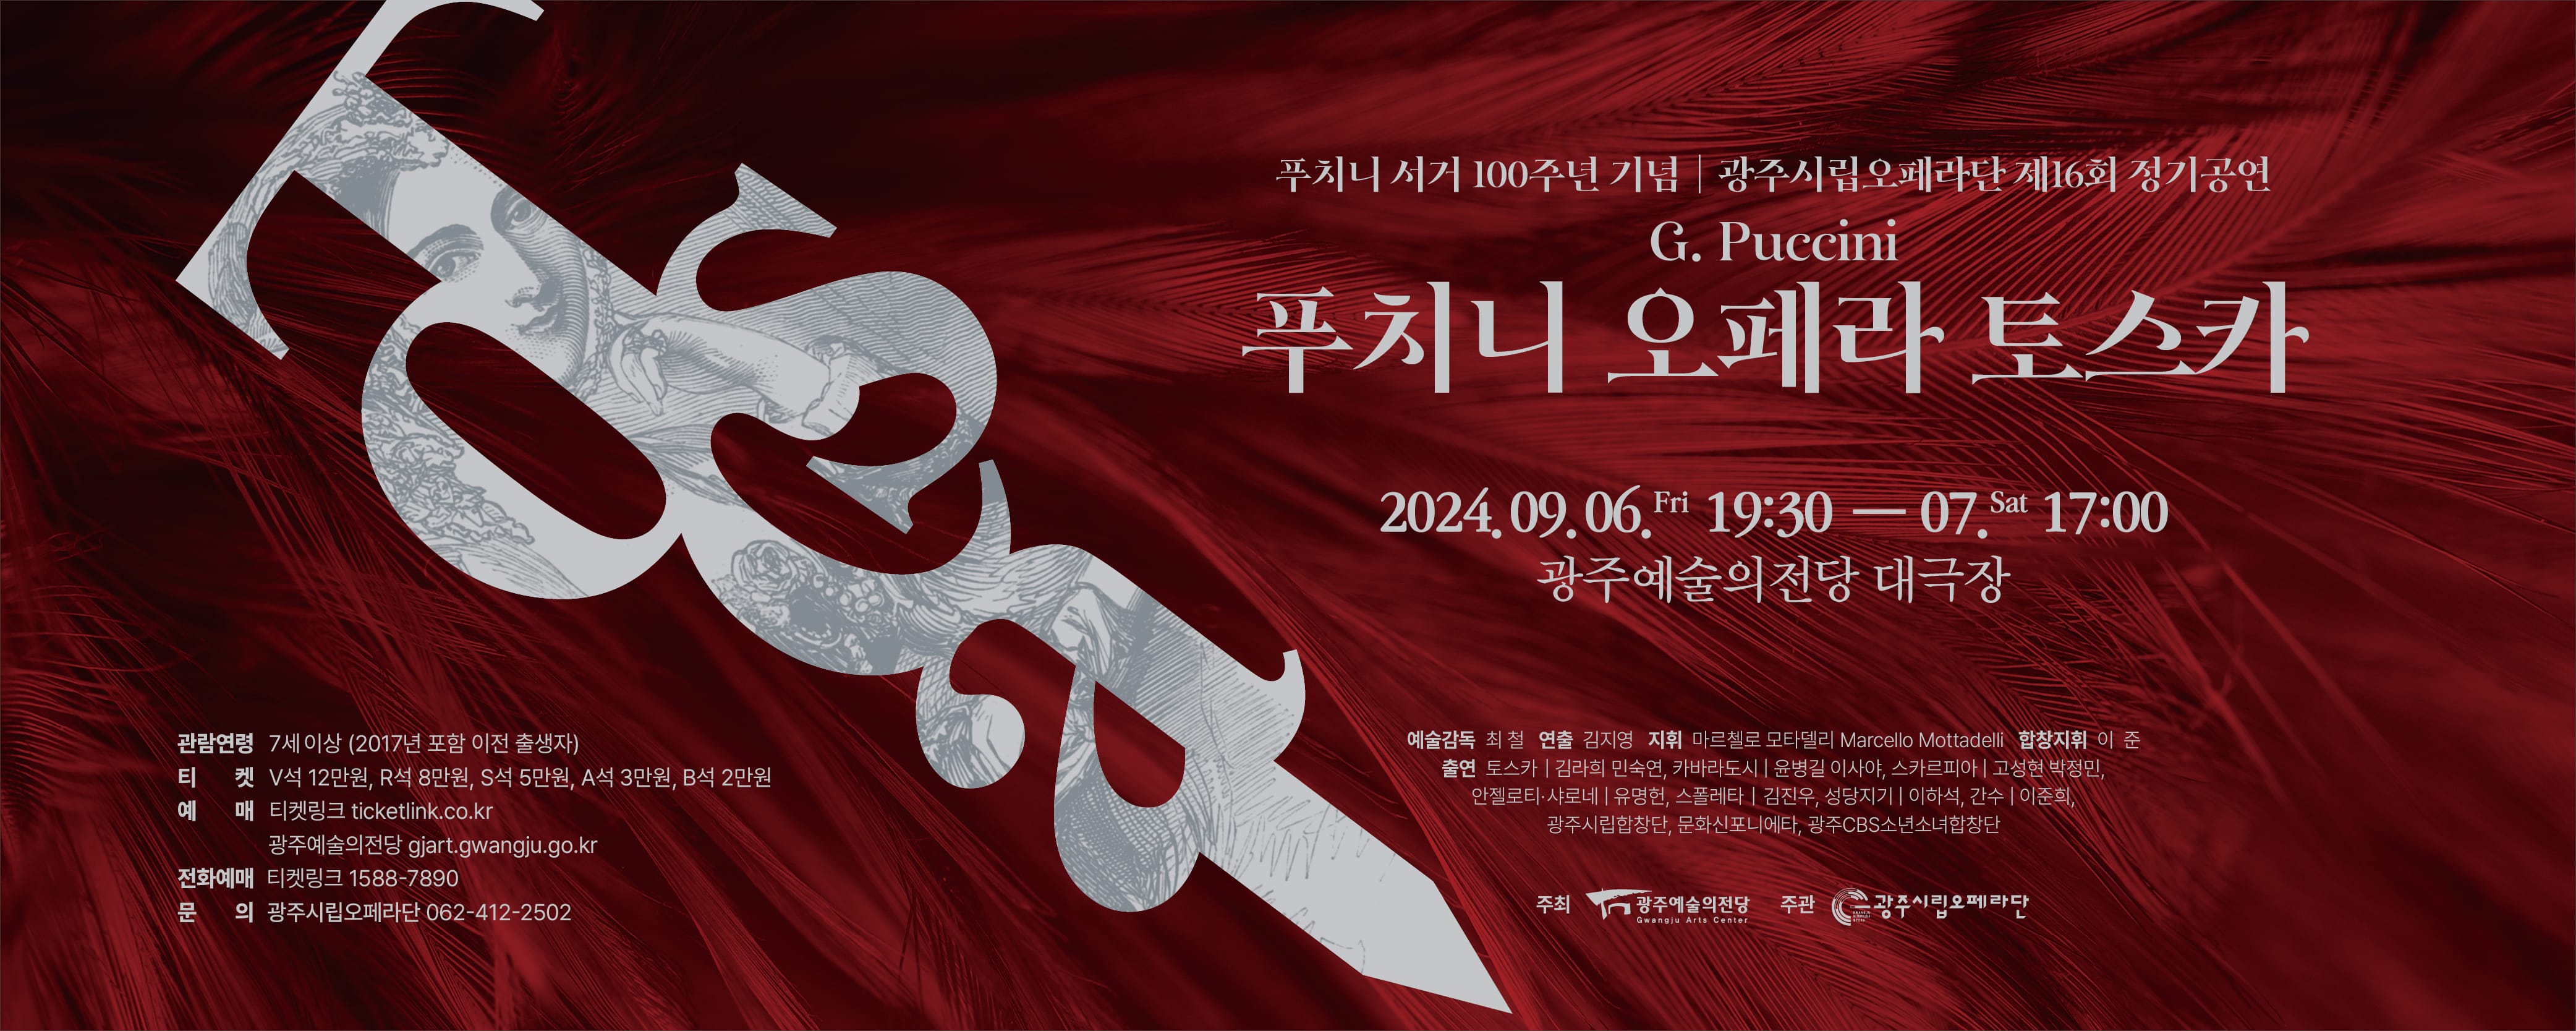 Tosca
푸치니 서거 100주년 기념 | 광주시립오페라단 제16회 정기공연
G. Puccini
푸치니 오페라 토스카
2024. 09. 06. Fri 19:30 — 07. Sat 17:00
광주예술의전당 대극장
관람연령 7세 이상 (2017년 포함 이전 출생자)
티 켓 V석 12만원, R석 8만원, S석 5만원, A석 3만원, B석 2만원
예 매 티켓링크 ticketlink.co.kr
광주예술의전당 gjart.gwangju.go.kr
전화예매 티켓링크 1588-7890
문 의 광주시립오페라단 062-412-2502
예술감독 최 철 연출 김지영 지휘 마르첼로 모타델리 Marcello Mottadelli 합창지휘 이 준
출연 토스카 | 김라희 민숙연, 카바라도시 | 윤병길 이사야, 스카르피아 | 고성현 박정민,
안젤로티·샤로네 | 유명헌, 스폴레타 | 김진우, 성당지기 | 이하석, 간수 | 이준희,
광주시립합창단, 문화신포니에타, 광주CBS소년소녀합창단
주최 광주예술의전당 Gwangju Arts Center 주관 광주시립오페라단